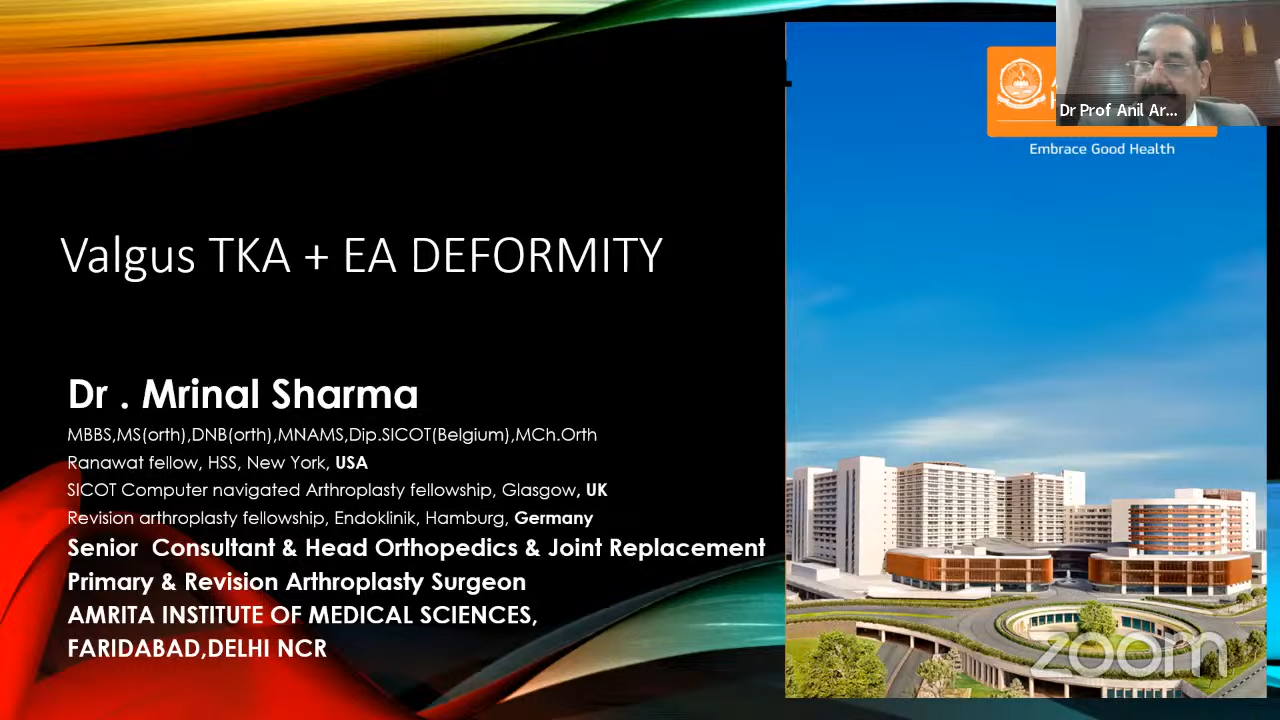 Dr Prof Anil Ar...
Embrace Good Health
Valgus TKA + EA DEFORMITY
Dr . Mrinal Sharma
MBBS,MS(orth),DNB(orth),MNAMS,Dip.SICOT(Belgium),MCh.Orth
Ranawat fellow, HSS, New York, USA
SICOT Computer navigated Arthroplasty fellowship, Glasgow, UK
Revision arthroplasty fellowship, Endoklinik, Hamburg, Germany
Senior Consultant & Head Orthopedics & Joint Replacement
Primary & Revision Arthroplasty Surgeon
AMRITA INSTITUTE OF MEDICAL SCIENCES,
FARIDABAD,DELHI NCR
zoom